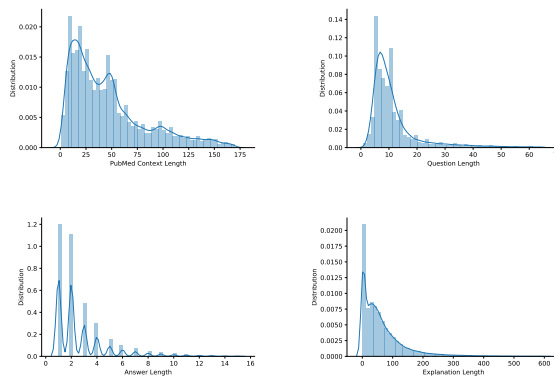 0.020
0.015
0.010
0.005
0.000
Distribution
0 25 50 75 100 125 150 175
PubMed Context Length
0.14
0.12
0.10
0.08
0.06
0.04
0.02
0.00
Distribution
0 10 20 30 40 50 60
Question Length
1.2
1.0
0.8
0.6
0.4
0.2
0.0
Distribution
0 2 4 6 8 10 12 14 16
Answer Length
0.0200
0.0175
0.0150
0.0125
0.0100
0.0075
0.0050
0.0025
0.0000
Distribution
0 100 200 300 400 500 600
Explanation Length